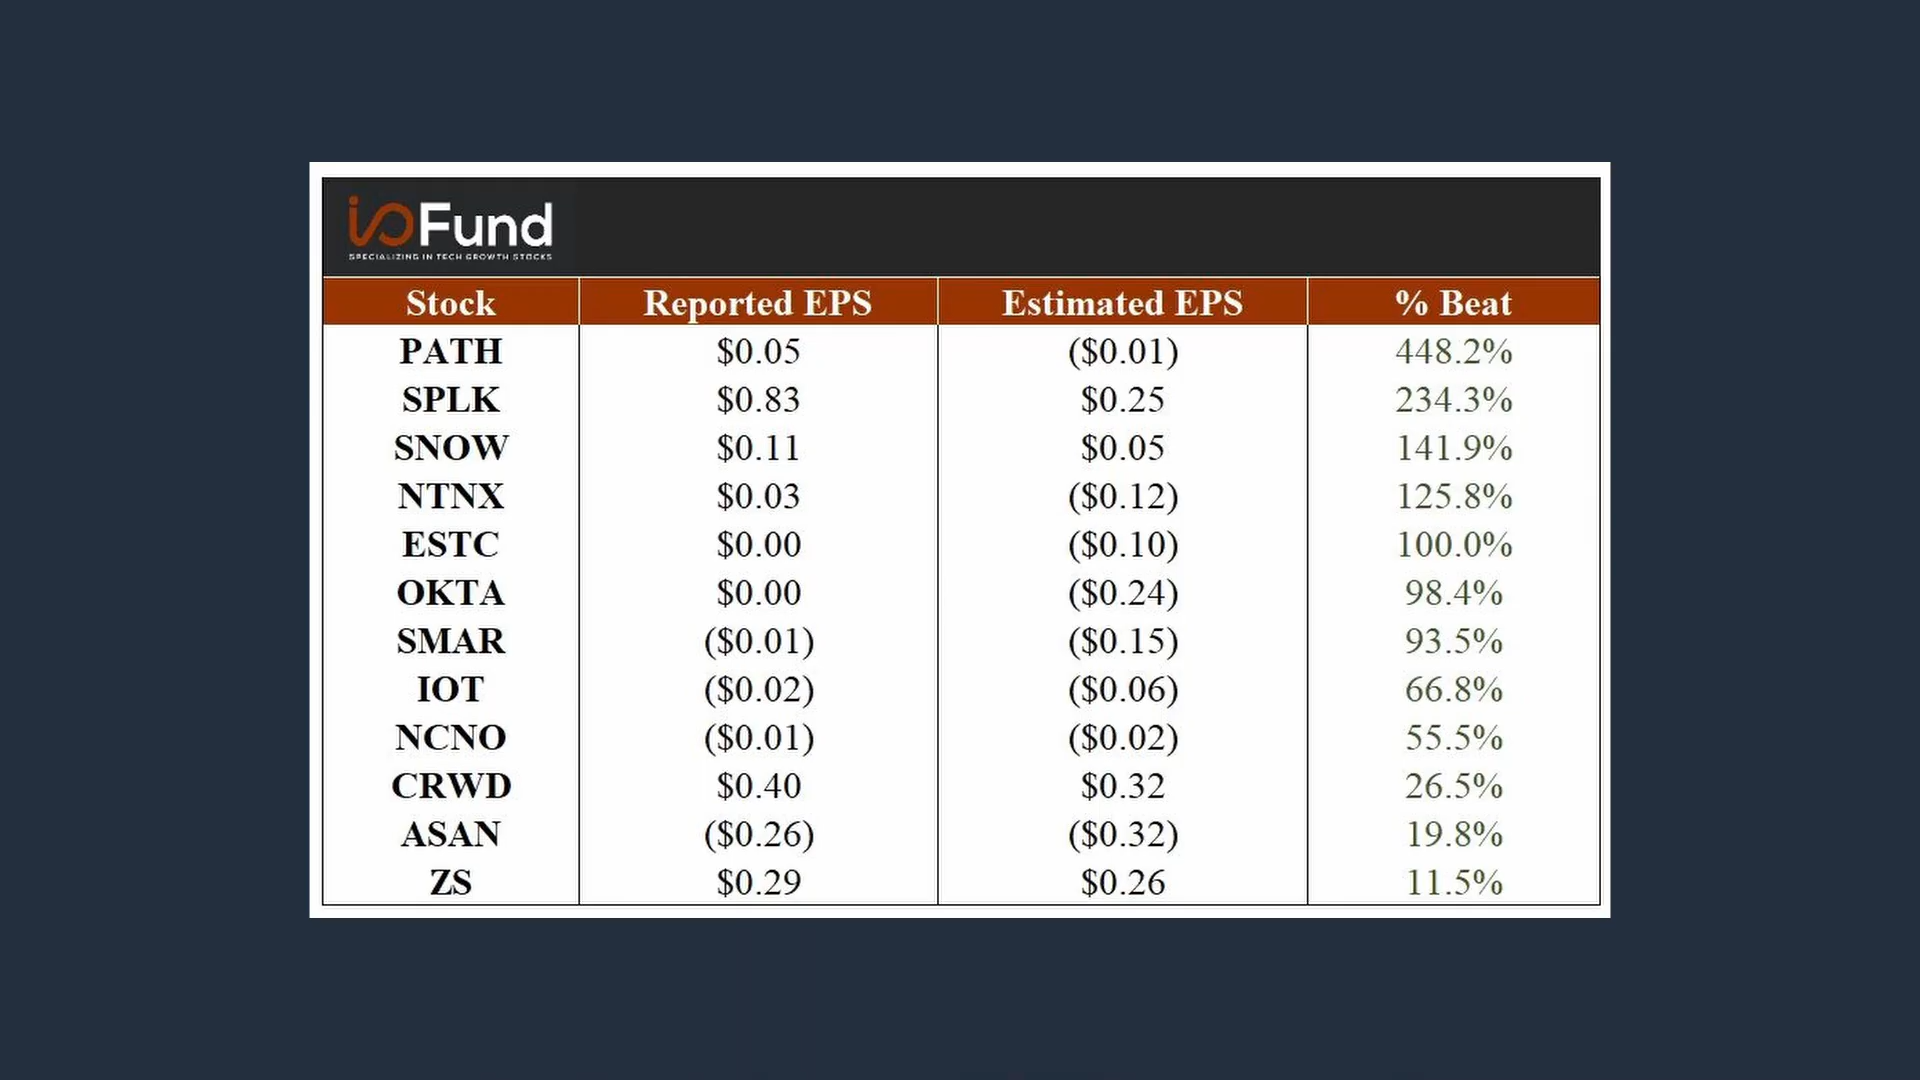 ioFund
SPECIALIZING IN TECH GROWTH STOCKS
Stock Reported EPS Estimated EPS % Beat
PATH $0.05 ($0.01) 448.2%
SPLK $0.83 $0.25 234.3%
SNOW $0.11 $0.05 141.9%
NTNX $0.03 ($0.12) 125.8%
ESTC $0.00 ($0.10) 100.0%
OKTA $0.00 ($0.24) 98.4%
SMAR ($0.01) ($0.15) 93.5%
IOT ($0.02) ($0.06) 66.8%
NCNO ($0.01) ($0.02) 55.5%
CRWD $0.40 $0.32 26.5%
ASAN ($0.26) ($0.32) 19.8%
ZS $0.29 $0.26 11.5%